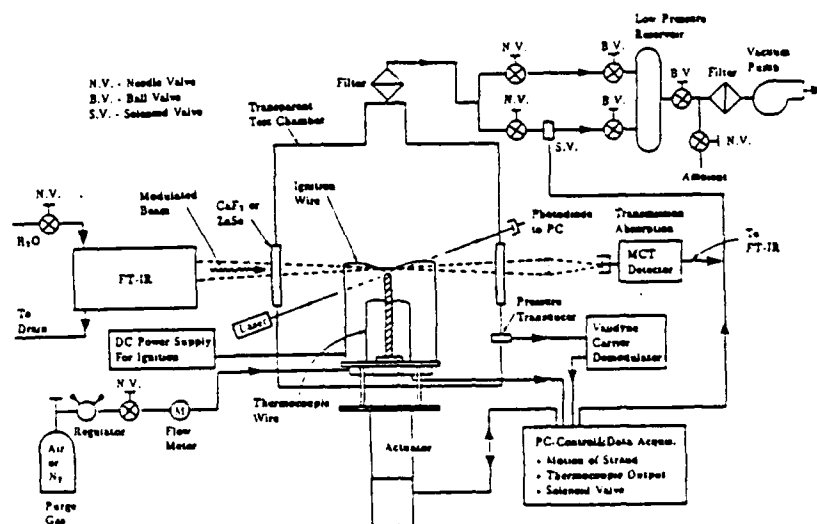 N.V. - Needle Valve
B.V. - Ball Valve
S.V. - Solenoid Valve
Filter
Transparent
Test Chamber
N.V.
B.V.
Low Pressure
Reservoir
B.V
Filter
Vacuum
Pump
N.V.
B.V.
S.V.
N.V.
Ambient
N.V.
H₂O
Modulated
Beam
CaF₂ or
ZnSe
Ignition
Wire
Photodiode
to PC
Transmission
Absorption
To
FT-IR
FT-IR
MCT
Detector
To
Drain
Laser
Pressure
Transducer
DC Power Supply
For Ignition
Validyne
Carrier
Demodulator
N.V.
Regulator
M
Flow
Meter
Thermocouple
Wire
Air
or
N₂
Purge
Gas
Actuator
PC-Control&Data Acquis.
• Motion of Strand
• Thermocouple Output
• Solenoid Valve